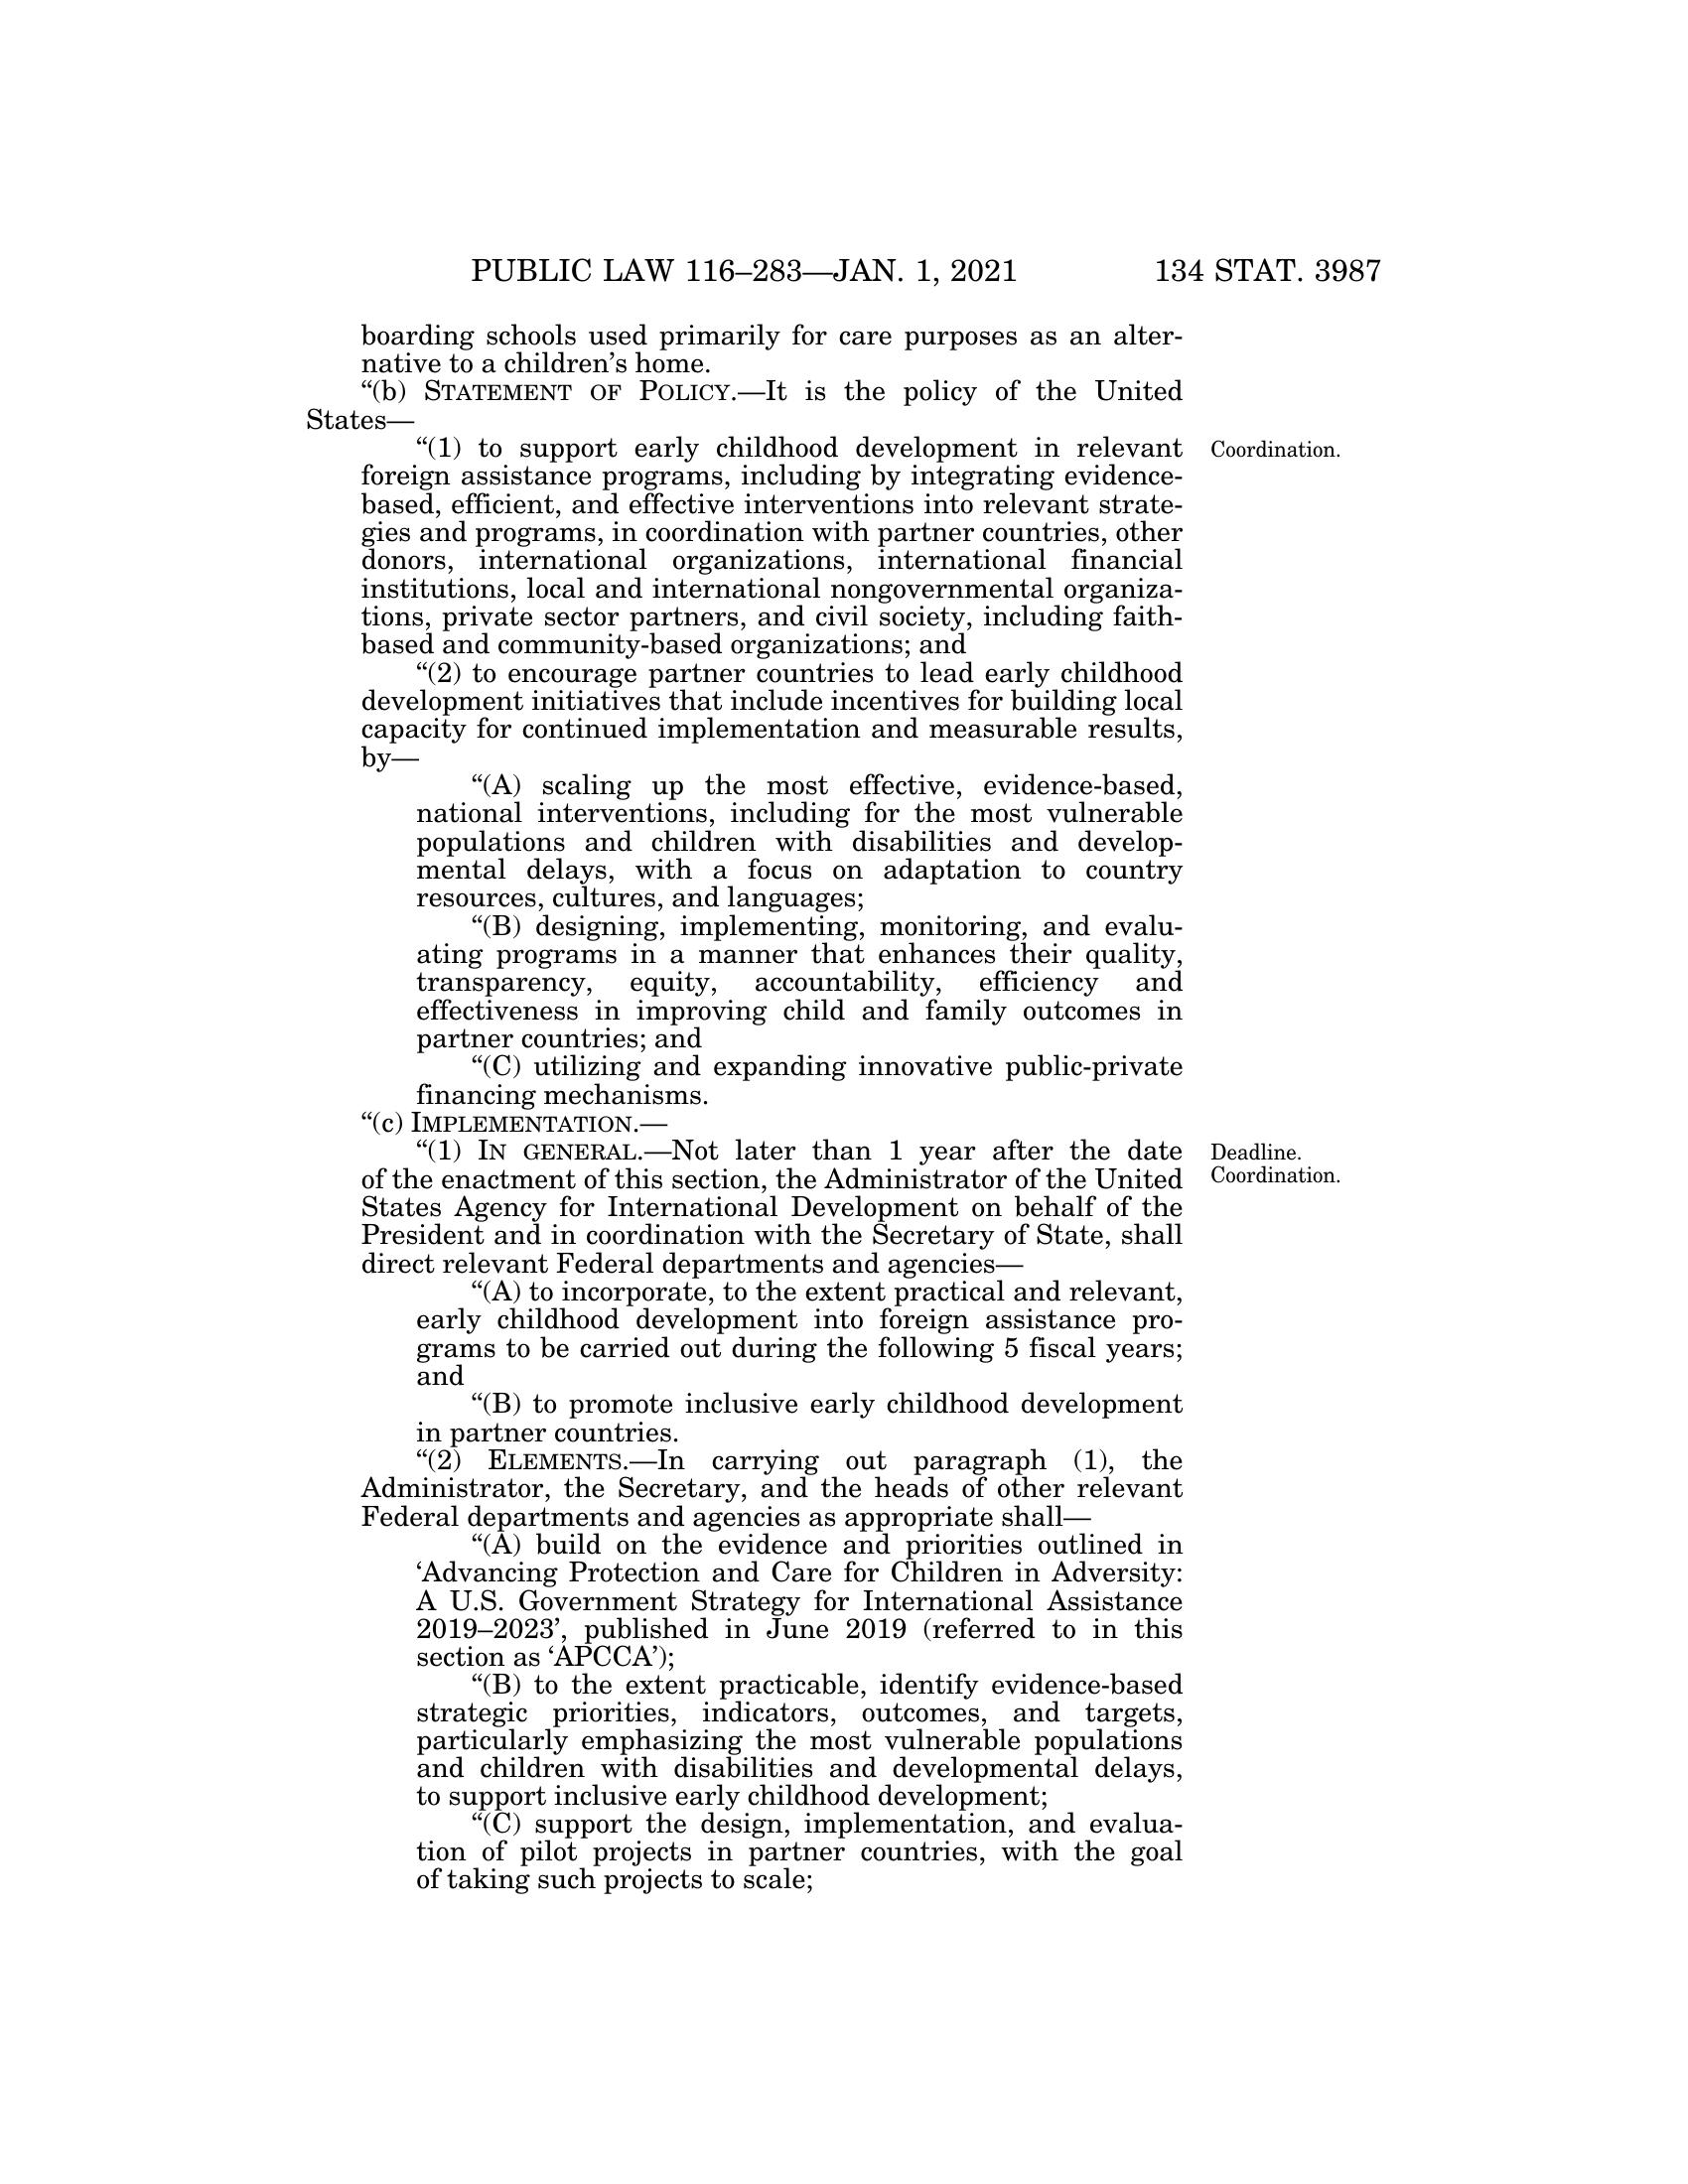 PUBLIC LAW 116–283—JAN. 1, 2021 134 STAT. 3987
boarding schools used primarily for care purposes as an alter-
native to a children’s home.
“(b) STATEMENT OF POLICY.—It is the policy of the United
States—
“(1) to support early childhood development in relevant
Coordination.
foreign assistance programs, including by integrating evidence-
based, efficient, and effective interventions into relevant strate-
gies and programs, in coordination with partner countries, other
donors, international organizations, international financial
institutions, local and international nongovernmental organiza-
tions, private sector partners, and civil society, including faith-
based and community-based organizations; and
“(2) to encourage partner countries to lead early childhood
development initiatives that include incentives for building local
capacity for continued implementation and measurable results,
by—
“(A) scaling up the most effective, evidence-based,
national interventions, including for the most vulnerable
populations and children with disabilities and develop-
mental delays, with a focus on adaptation to country
resources, cultures, and languages;
“(B) designing, implementing, monitoring, and evalu-
ating programs in a manner that enhances their quality,
transparency, equity, accountability, efficiency and
effectiveness in improving child and family outcomes in
partner countries; and
“(C) utilizing and expanding innovative public-private
financing mechanisms.
“(c) IMPLEMENTATION.—
“(1) IN GENERAL.—Not later than 1 year after the date
Deadline.
of the enactment of this section, the Administrator of the United
Coordination.
States Agency for International Development on behalf of the
President and in coordination with the Secretary of State, shall
direct relevant Federal departments and agencies—
“(A) to incorporate, to the extent practical and relevant,
early childhood development into foreign assistance pro-
grams to be carried out during the following 5 fiscal years;
and
“(B) to promote inclusive early childhood development
in partner countries.
“(2) ELEMENTS.—In carrying out paragraph (1), the
Administrator, the Secretary, and the heads of other relevant
Federal departments and agencies as appropriate shall—
“(A) build on the evidence and priorities outlined in
‘Advancing Protection and Care for Children in Adversity:
A U.S. Government Strategy for International Assistance
2019–2023’, published in June 2019 (referred to in this
section as ‘APCCA’);
“(B) to the extent practicable, identify evidence-based
strategic priorities, indicators, outcomes, and targets,
particularly emphasizing the most vulnerable populations
and children with disabilities and developmental delays,
to support inclusive early childhood development;
“(C) support the design, implementation, and evalua-
tion of pilot projects in partner countries, with the goal
of taking such projects to scale;